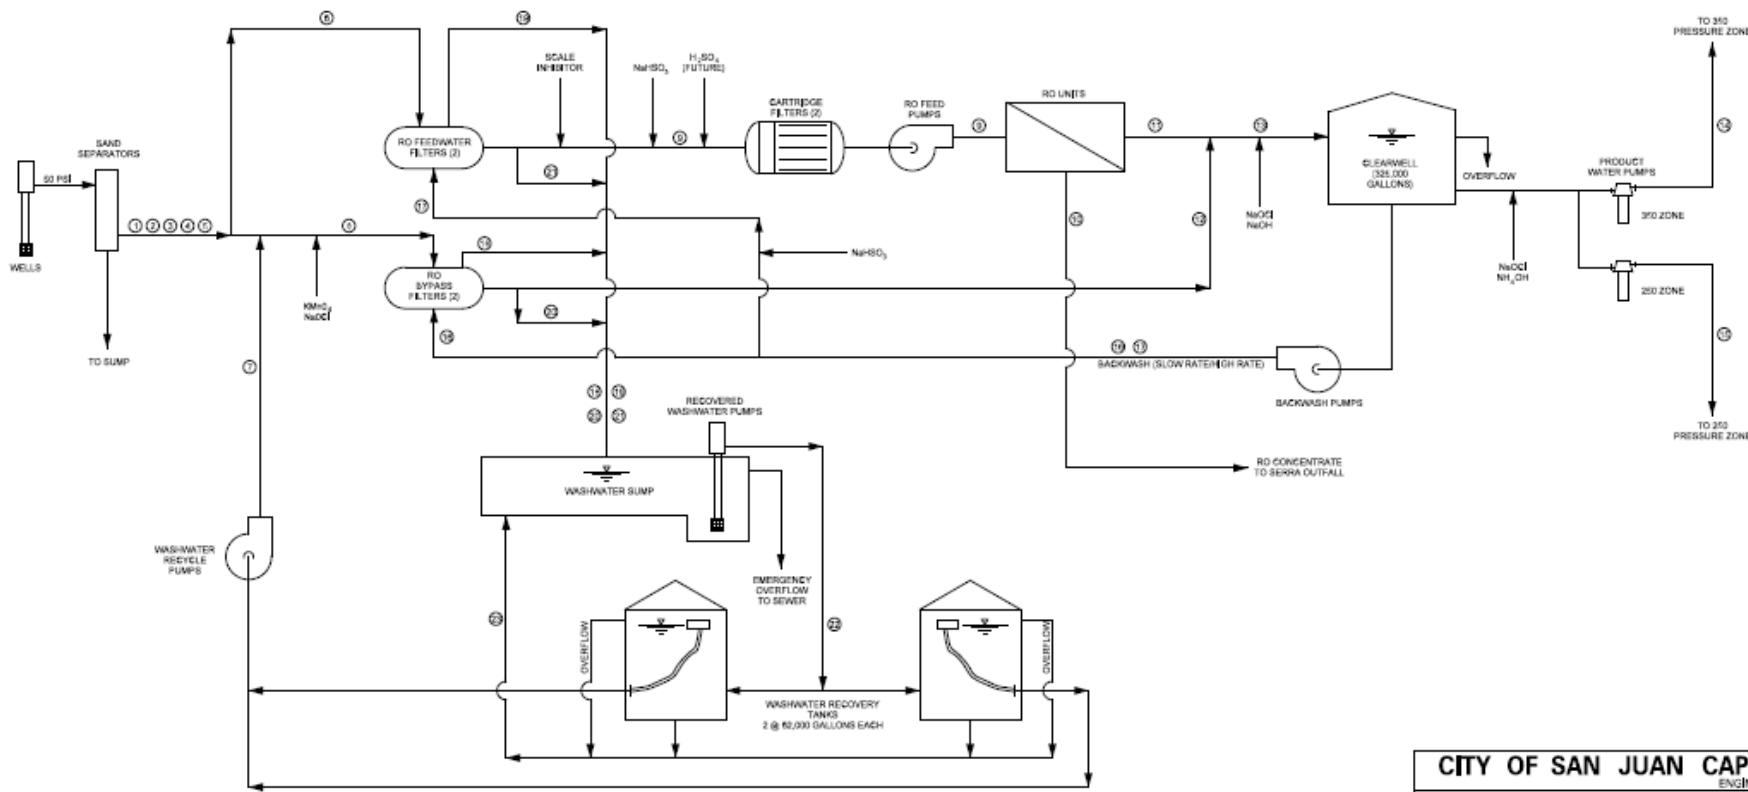 TO 350
PRESSURE ZONE
6
19
SCALE
INHIBITOR
NaHSO3
H2SO4
(FUTURE)
CARTRIDGE
FILTERS (2)
RO FEED
PUMPS
RO UNITS
SAND
SEPARATORS
RO FEEDWATER
FILTERS (2)
9
9
11
13
14
50 PSI
21
CLEARWELL
(325,000
GALLONS)
OVERFLOW
PRODUCT
WATER PUMPS
17
10
12
NaOCl
NaOH
350 ZONE
1 2 3 4 5
WELLS
19
NaHSO3
RO
BYPASS
FILTERS (2)
NaOCl
NH4OH
250 ZONE
KMnO4
NaOCl
20
16
TO SUMP
16 17
BACKWASH (SLOW RATE/HIGH RATE)
7
BACKWASH PUMPS
20 21
RECOVERED
WASHWATER PUMPS
TO 250
PRESSURE ZONE
RO CONCENTRATE
TO SERRA OUTFALL
WASHWATER SUMP
WASHWATER
RECYCLE
PUMPS
EMERGENCY
OVERFLOW
TO SEWER
23
22
OVERFLOW
OVERFLOW
WASHWATER RECOVERY
TANKS
2 @ 62,000 GALLONS EACH
CITY OF SAN JUAN CAP
ENGI